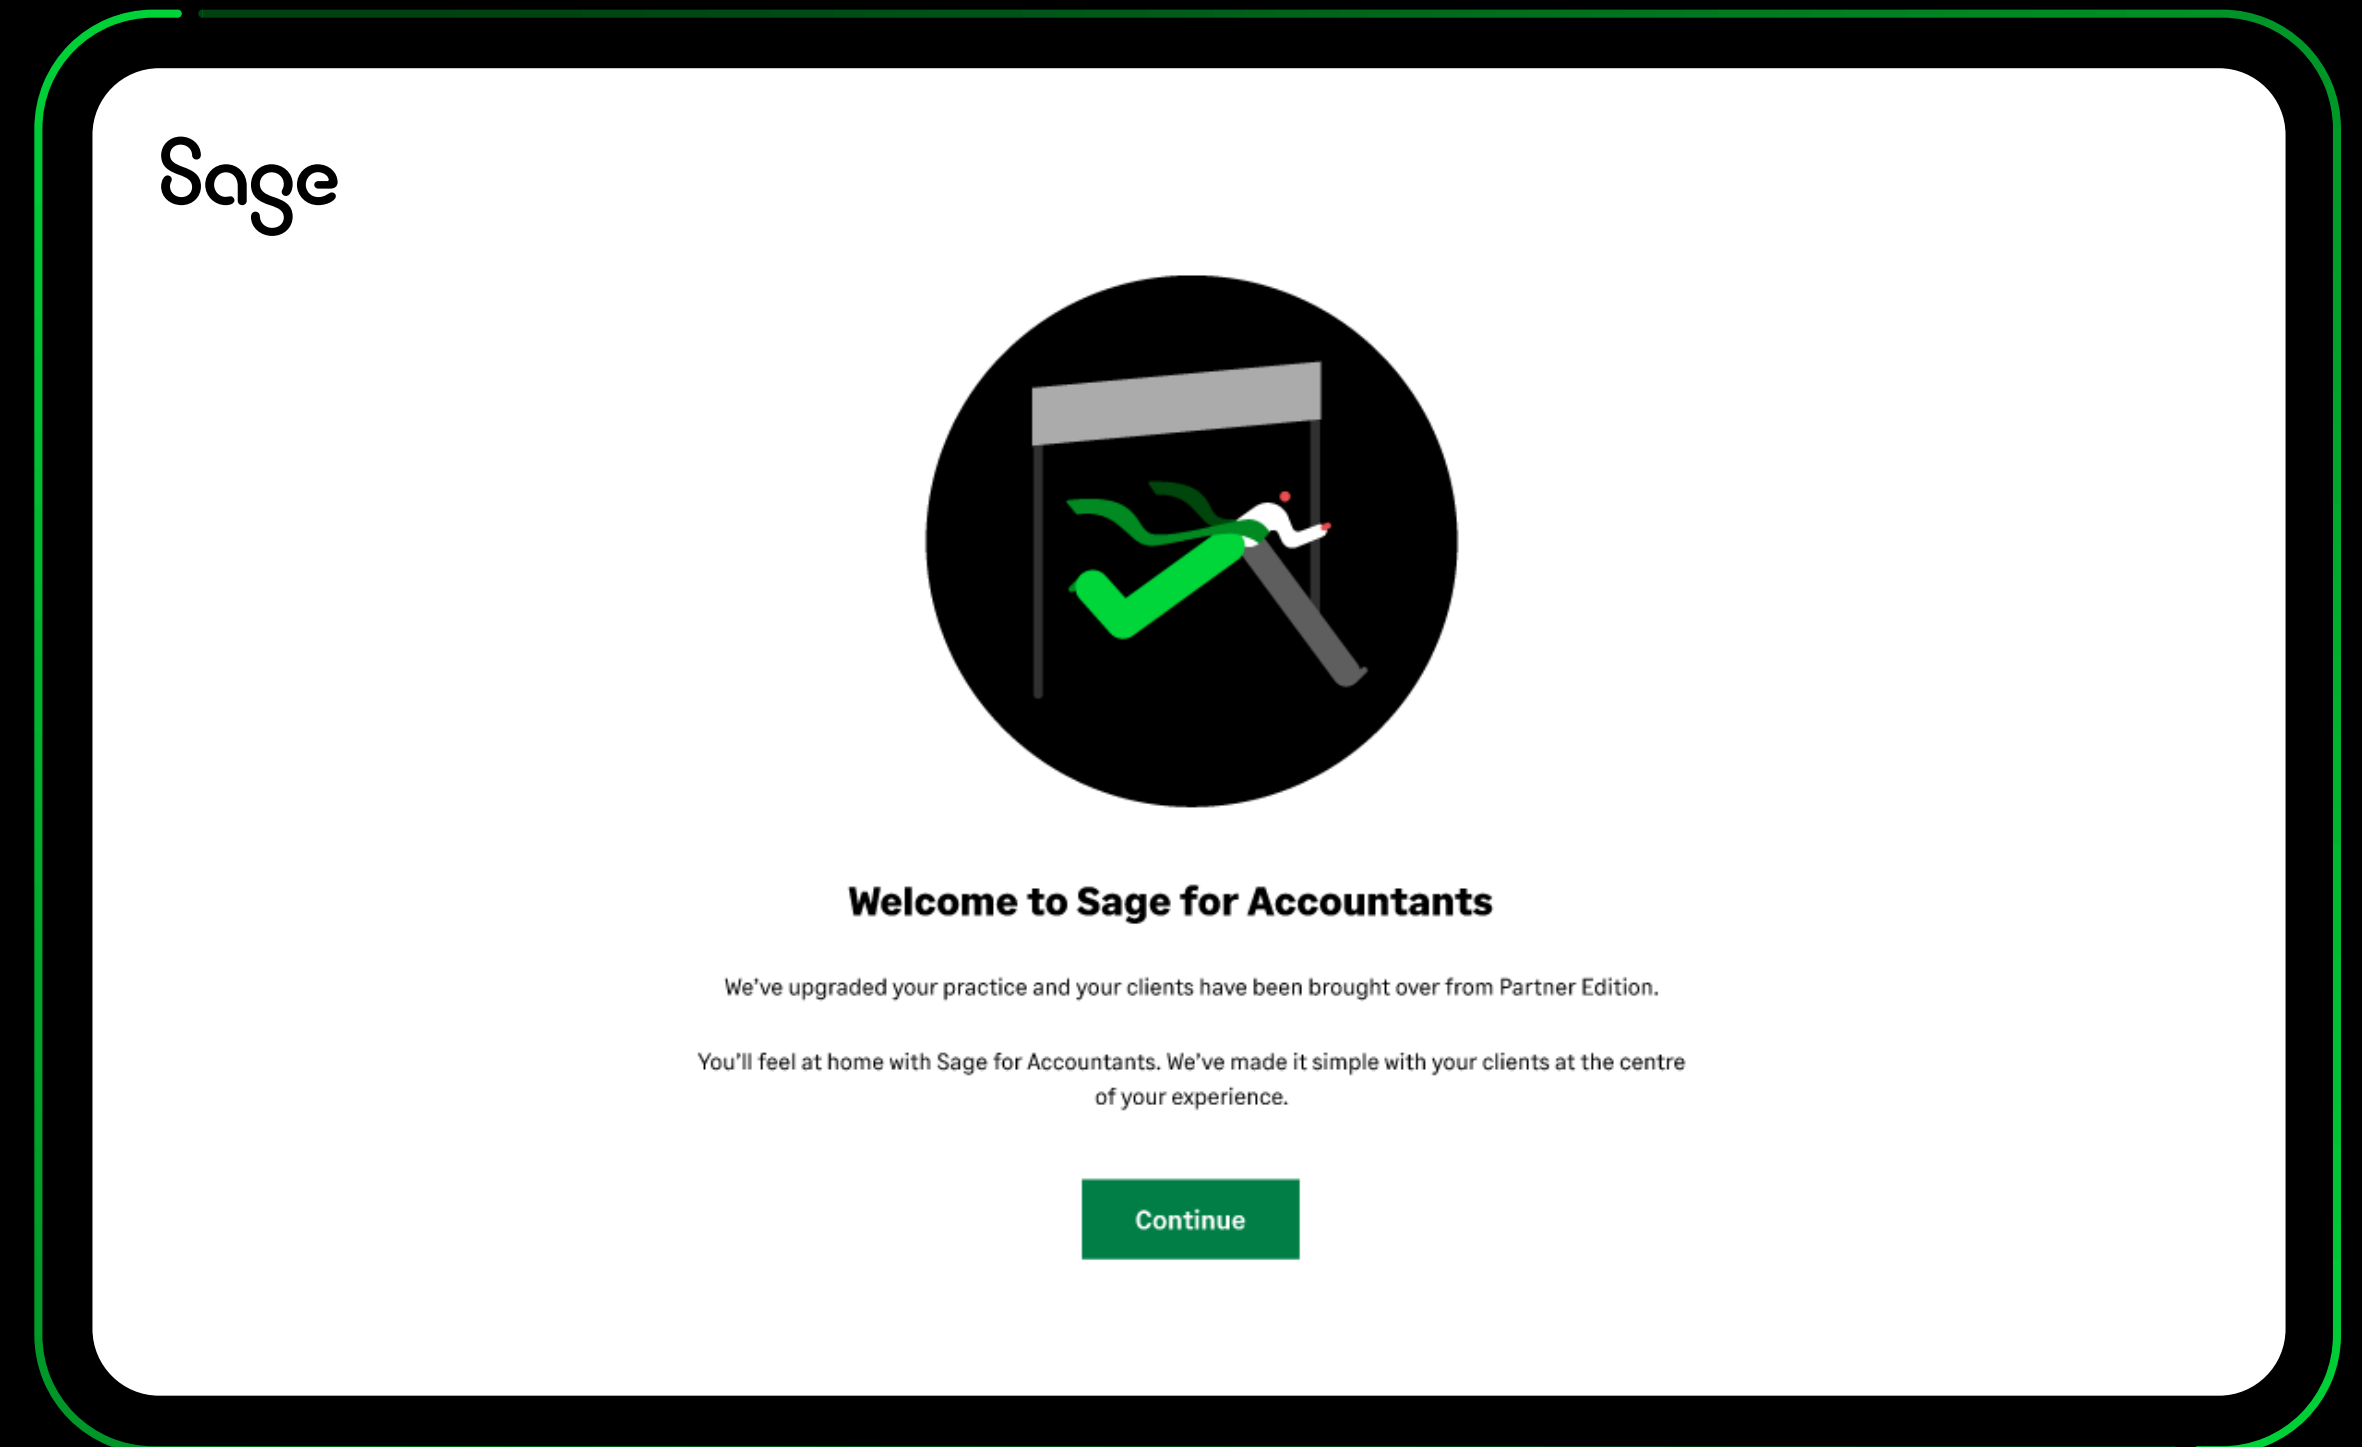 Sage
Welcome to Sage for Accountants
We've upgraded your practice and your clients have been brought over from Partner Edition.
You'll feel at home with Sage for Accountants. We've made it simple with your clients at the centre
of your experience.
Continue